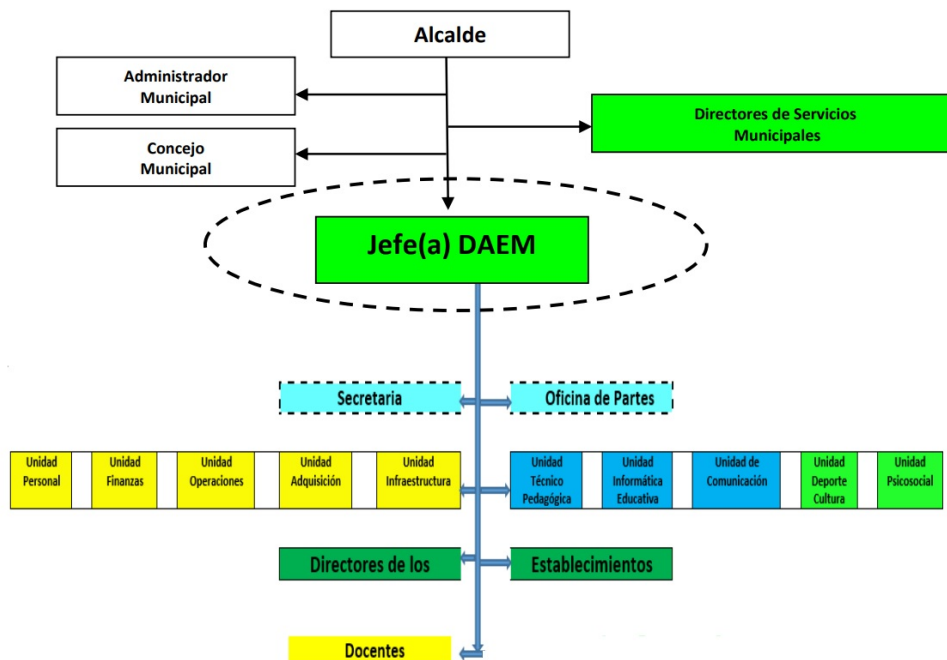 Alcalde
Administrador
Municipal
Directores de Servicios
Municipales
Concejo
Municipal
Jefe(a) DAEM
Secretaria
Oficina de Partes
Unidad
Personal
Unidad
Finanzas
Unidad
Operaciones
Unidad
Adquisición
Unidad
Infraestructura
Unidad
Técnico
Pedagógica
Unidad
Informática
Educativa
Unidad de
Comunicación
Unidad
Deporte
Cultura
Unidad
Psicosocial
Directores de los
Establecimientos
Docentes